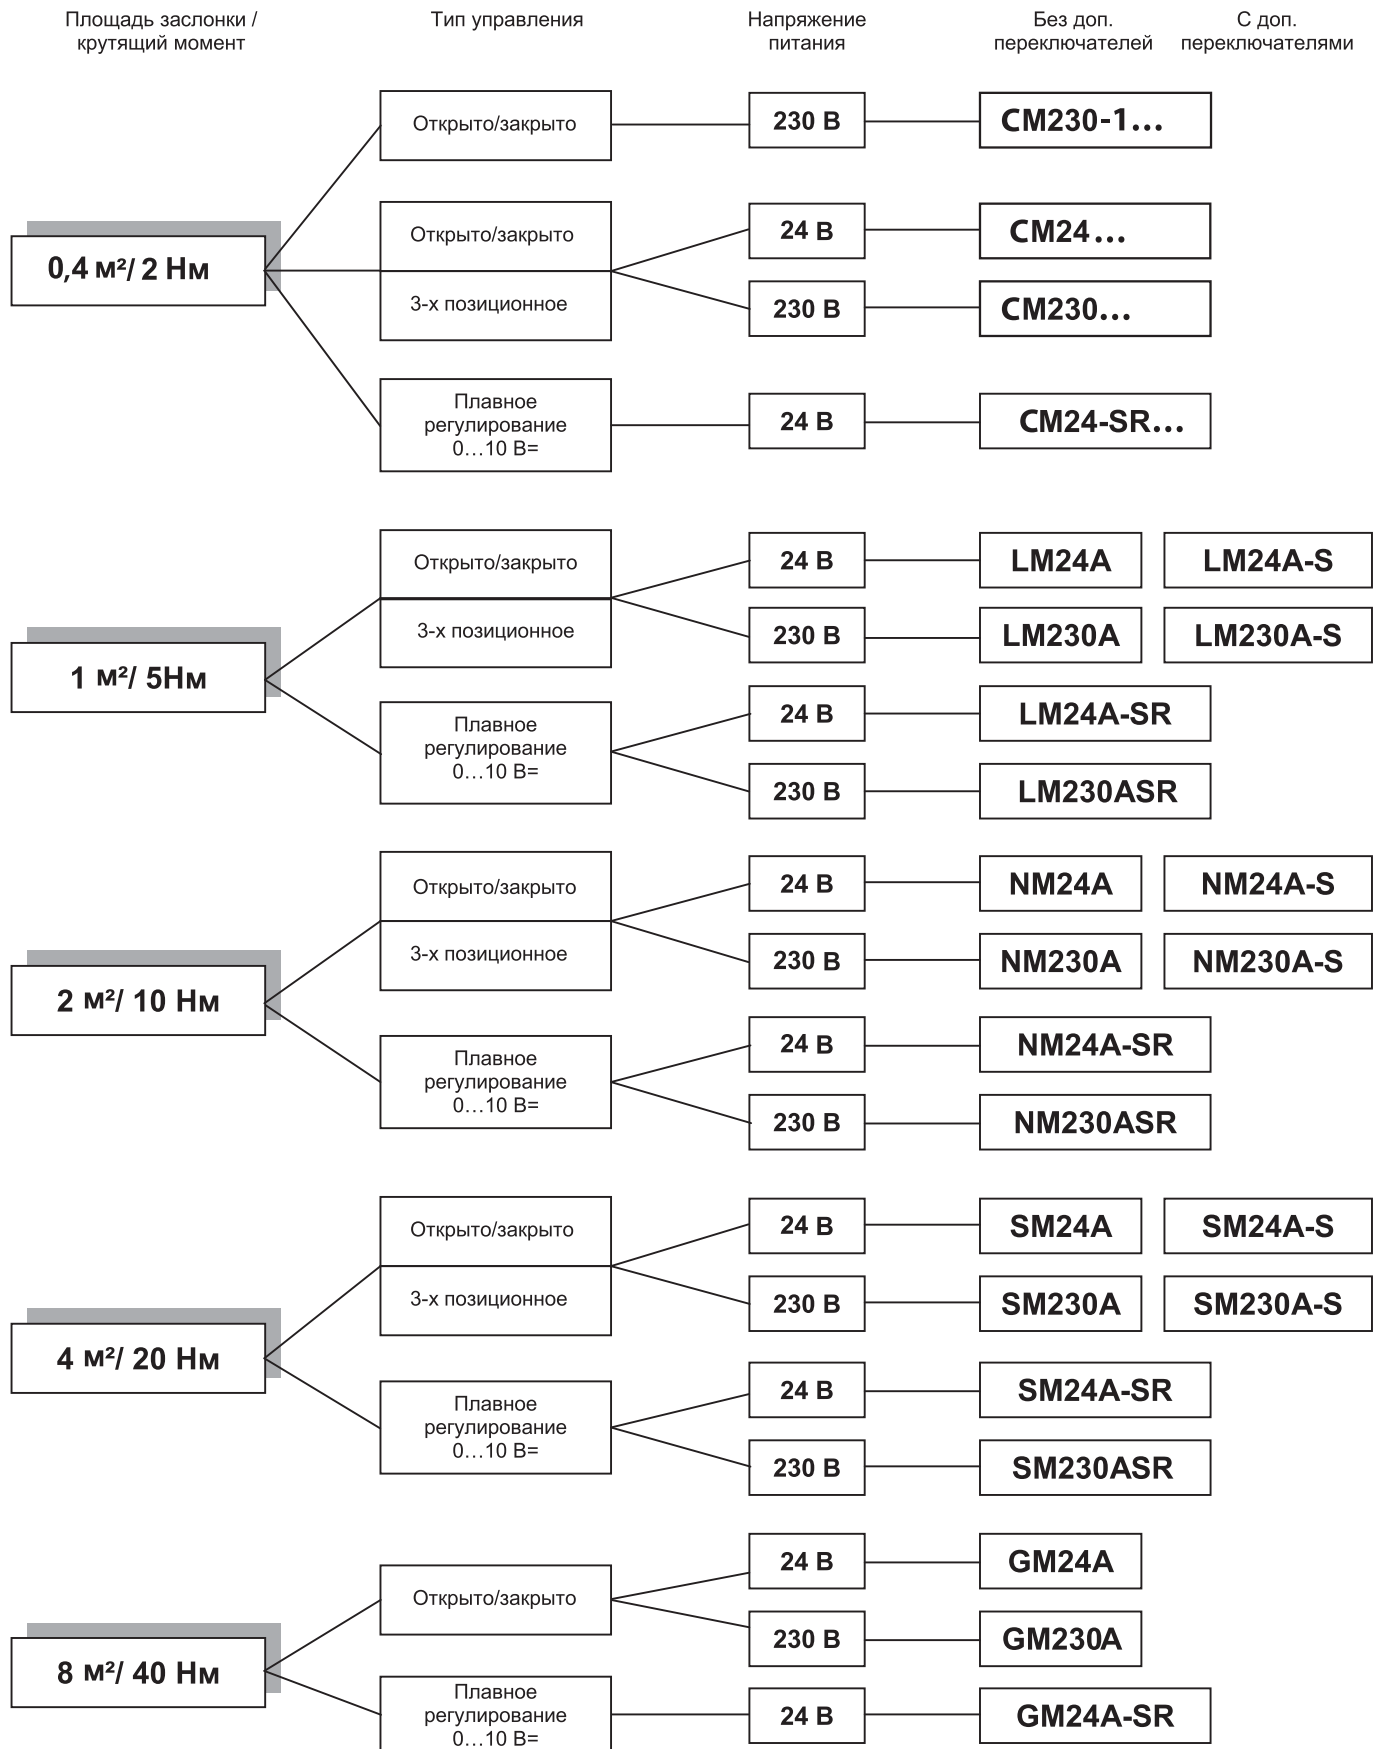 Площадь заслонки /
крутящий момент
Тип управления
Напряжение
питания
Без доп.
переключателей
С доп.
переключателями
0,4 м²/ 2 Нм
Открыто/закрыто
230 В
CM230-1...
Открыто/закрыто
3-х позиционное
24 В
CM24...
230 В
CM230...
Плавное
регулирование
0...10 В=
24 В
CM24-SR...
1 м²/ 5Нм
Открыто/закрыто
3-х позиционное
24 В
LM24A
LM24A-S
230 В
LM230A
LM230A-S
Плавное
регулирование
0...10 В=
24 В
LM24A-SR
230 В
LM230ASR
2 м²/ 10 Нм
Открыто/закрыто
3-х позиционное
24 В
NM24A
NM24A-S
230 В
NM230A
NM230A-S
Плавное
регулирование
0...10 В=
24 В
NM24A-SR
230 В
NM230ASR
4 м²/ 20 Нм
Открыто/закрыто
3-х позиционное
24 В
SM24A
SM24A-S
230 В
SM230A
SM230A-S
Плавное
регулирование
0...10 В=
24 В
SM24A-SR
230 В
SM230ASR
8 м²/ 40 Нм
Открыто/закрыто
24 В
GM24A
230 В
GM230A
Плавное
регулирование
0...10 В=
24 В
GM24A-SR